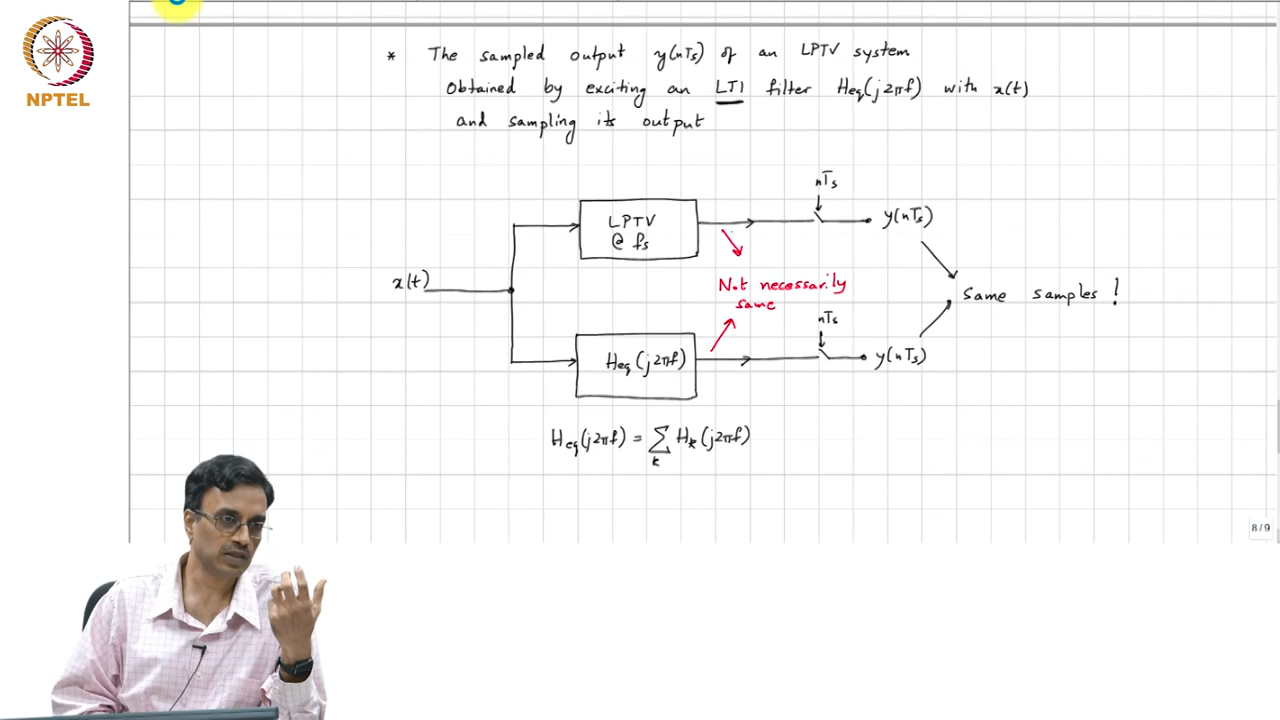 NPTEL
* The sampled output y(nTs) of an LPTV system
obtained by exciting an LTI filter Heq(j2πf) with x(t)
and sampling its output
nTs
LPTV
@ fs
y(nTs)
x(t)
Not necessarily
same
Same samples !
nTs
Heq(j2πf)
y(nTs)
Heq(j2πf) = ∑k Hk(j2πf)
8/9